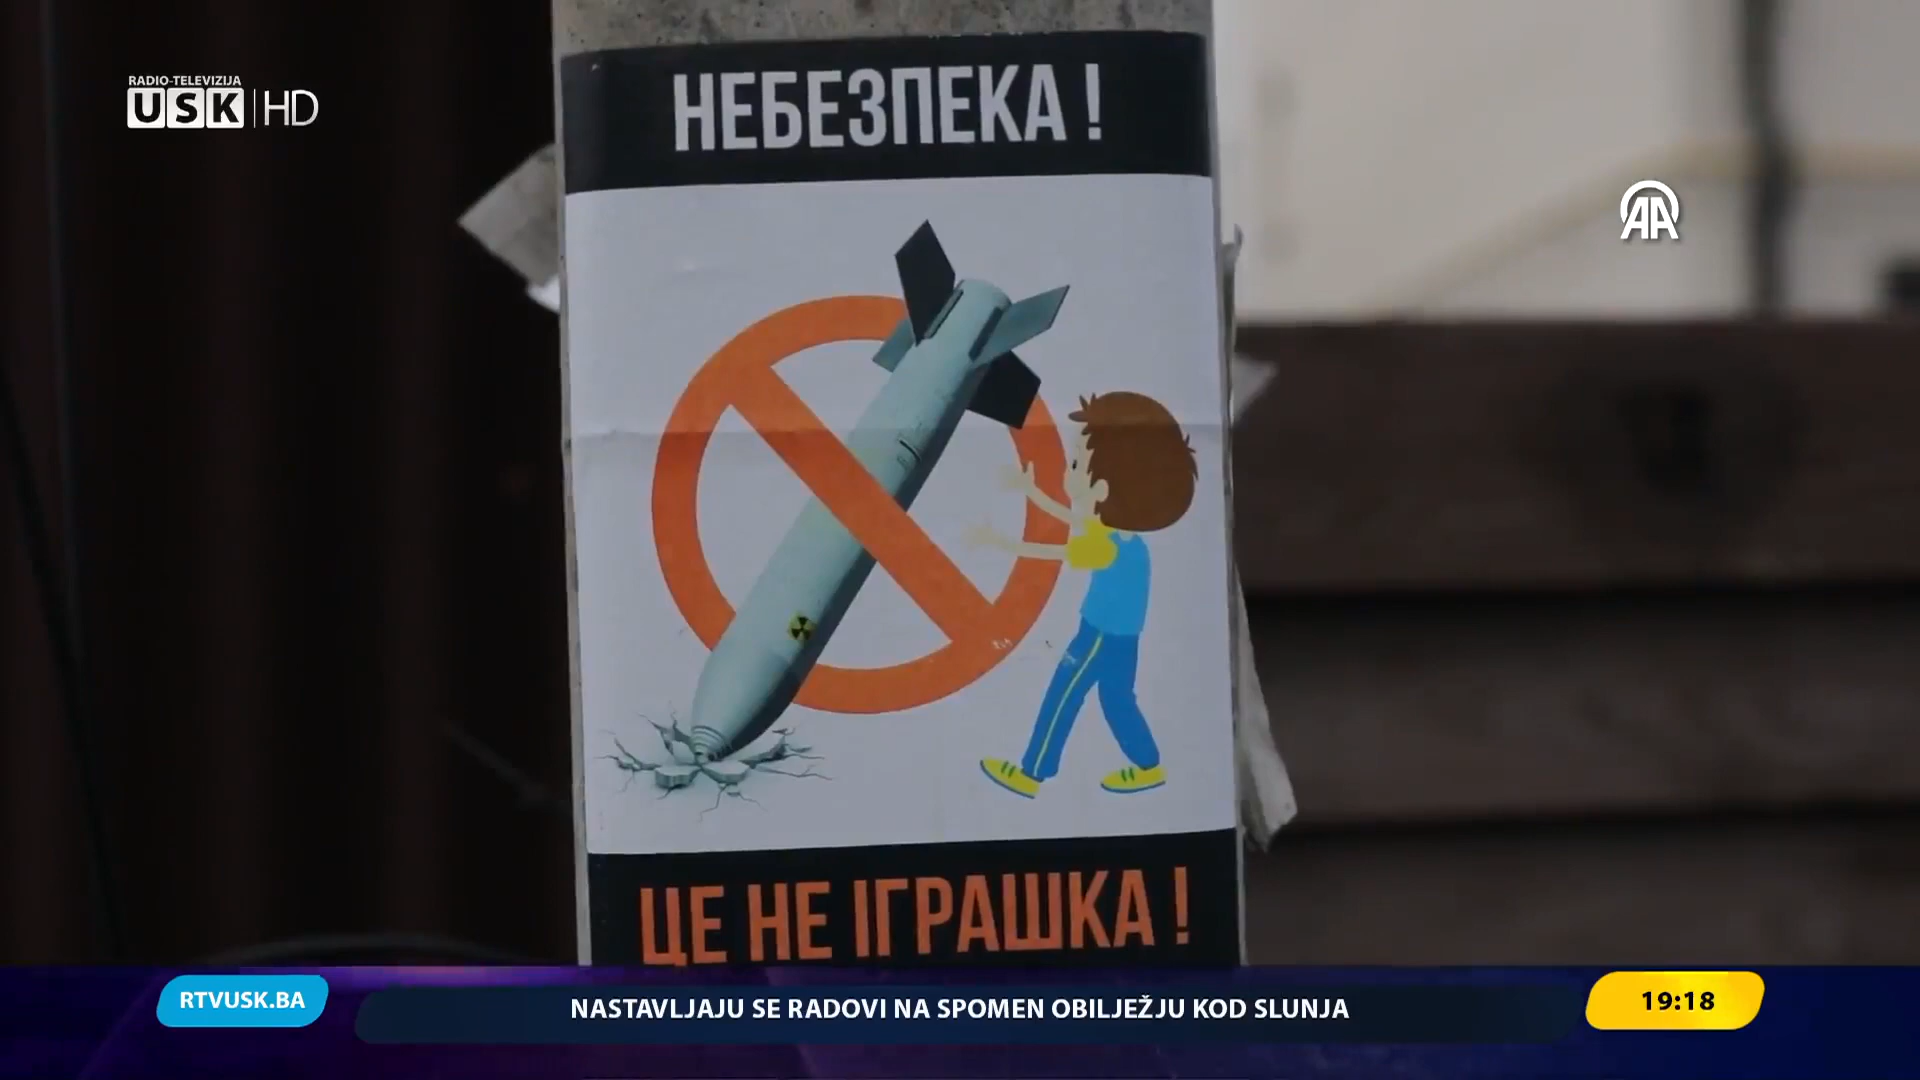 RADIO-TELEVIZIJA
USK HD
НЕБЕЗПЕКА !
AA
ЦЕ НЕ ІГРАШКА !
RTVUSK.BA
NASTAVLJAJU SE RADOVI NA SPOMEN OBILJEŽJU KOD SLUNJA
19:18